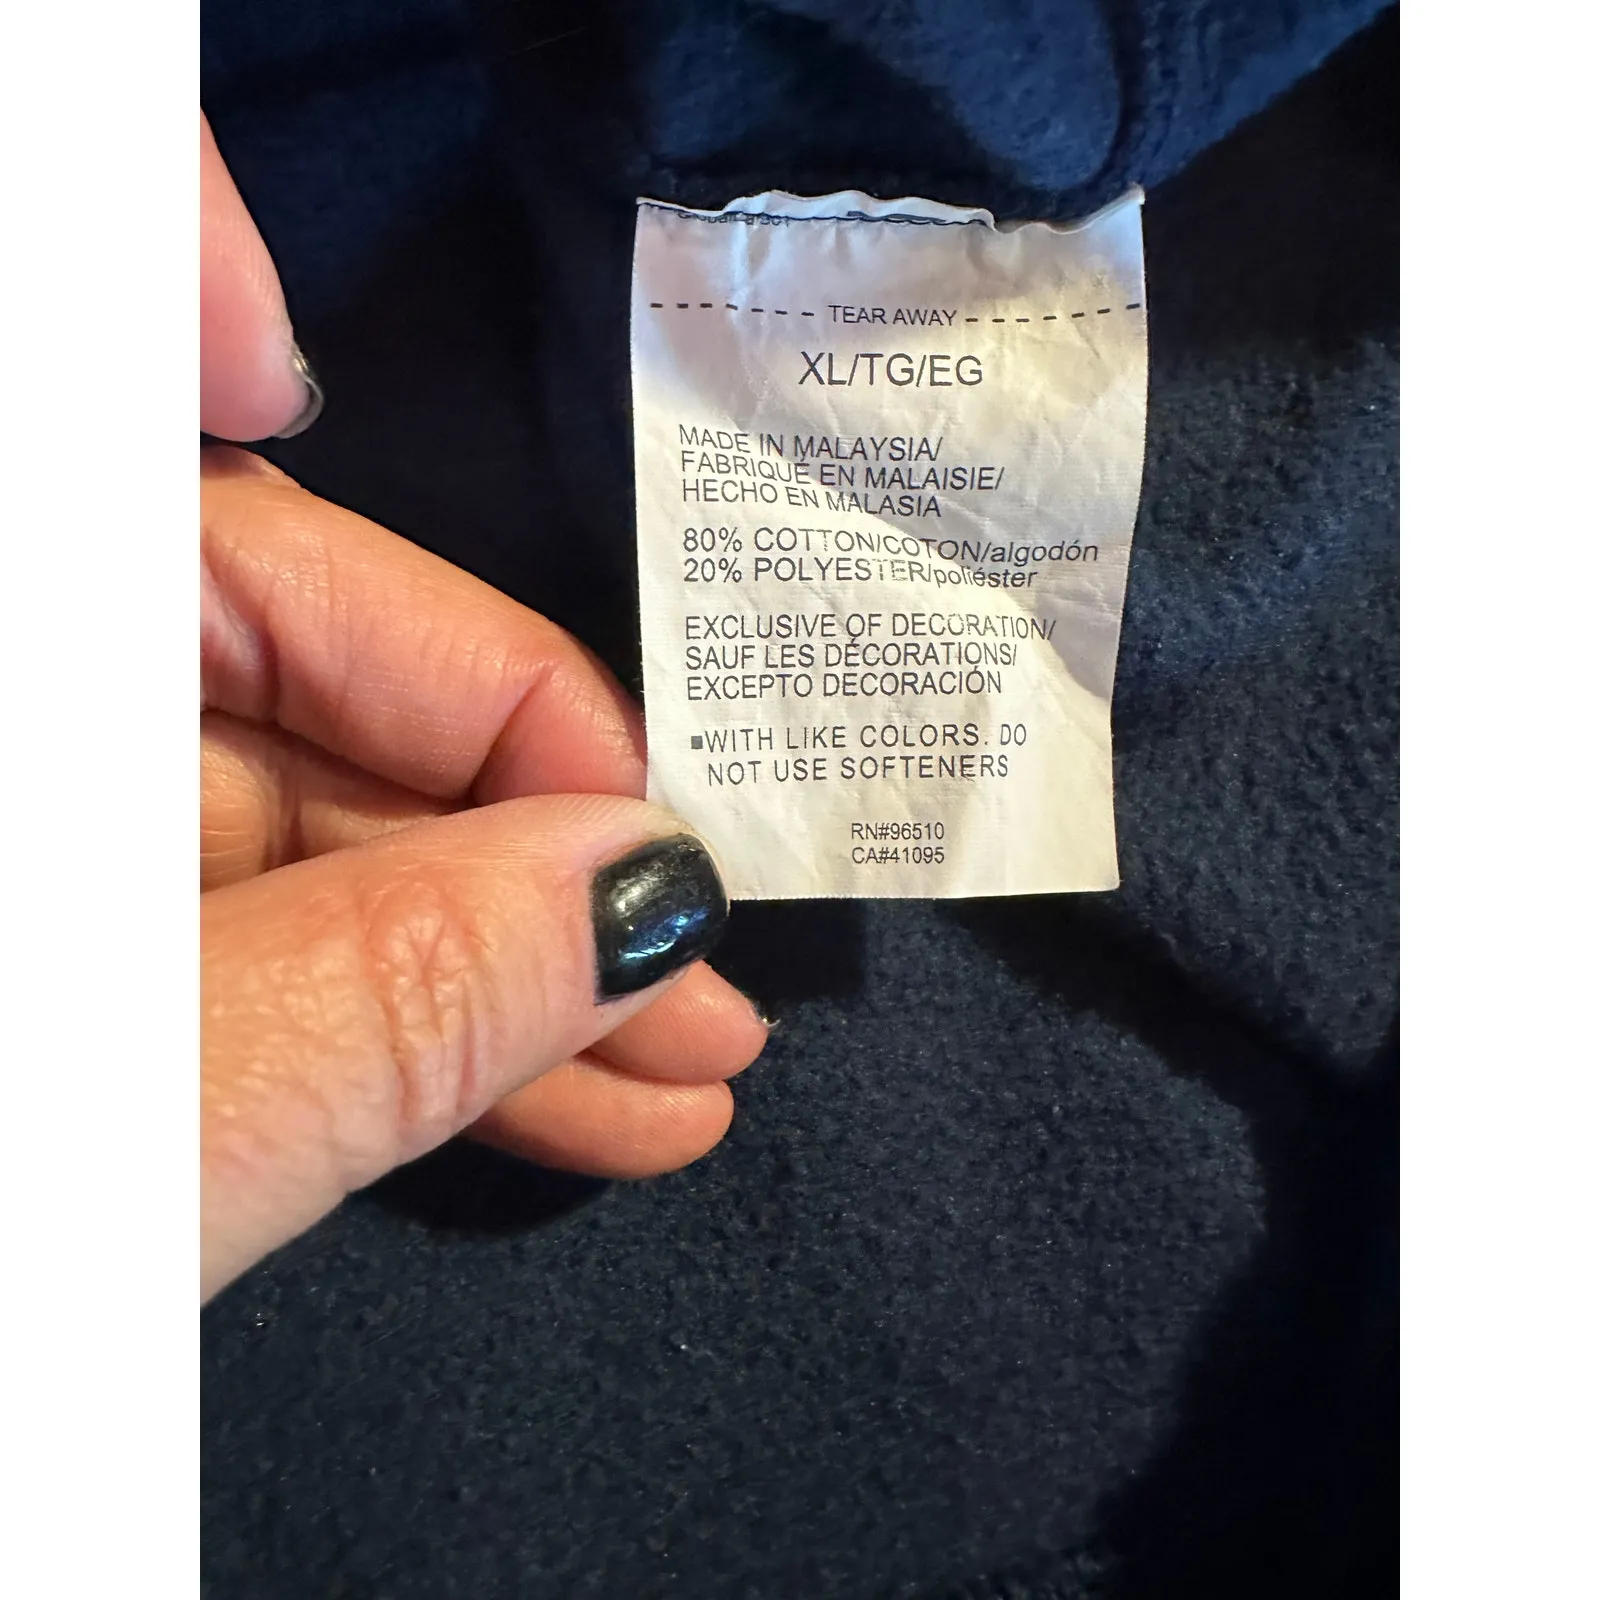 TEAR AWAY
XL/TG/EG
MADE IN MALAYSIA/
FABRIQUÉ EN MALAISIE/
HECHO EN MALASIA
80% COTTON/COTON/algodón
20% POLYESTER/poliéster
EXCLUSIVE OF DECORATION/
SAUF LES DÉCORATIONS/
EXCEPTO DECORACIÓN
■WITH LIKE COLORS. DO
NOT USE SOFTENERS
RN#96510
CA#41095